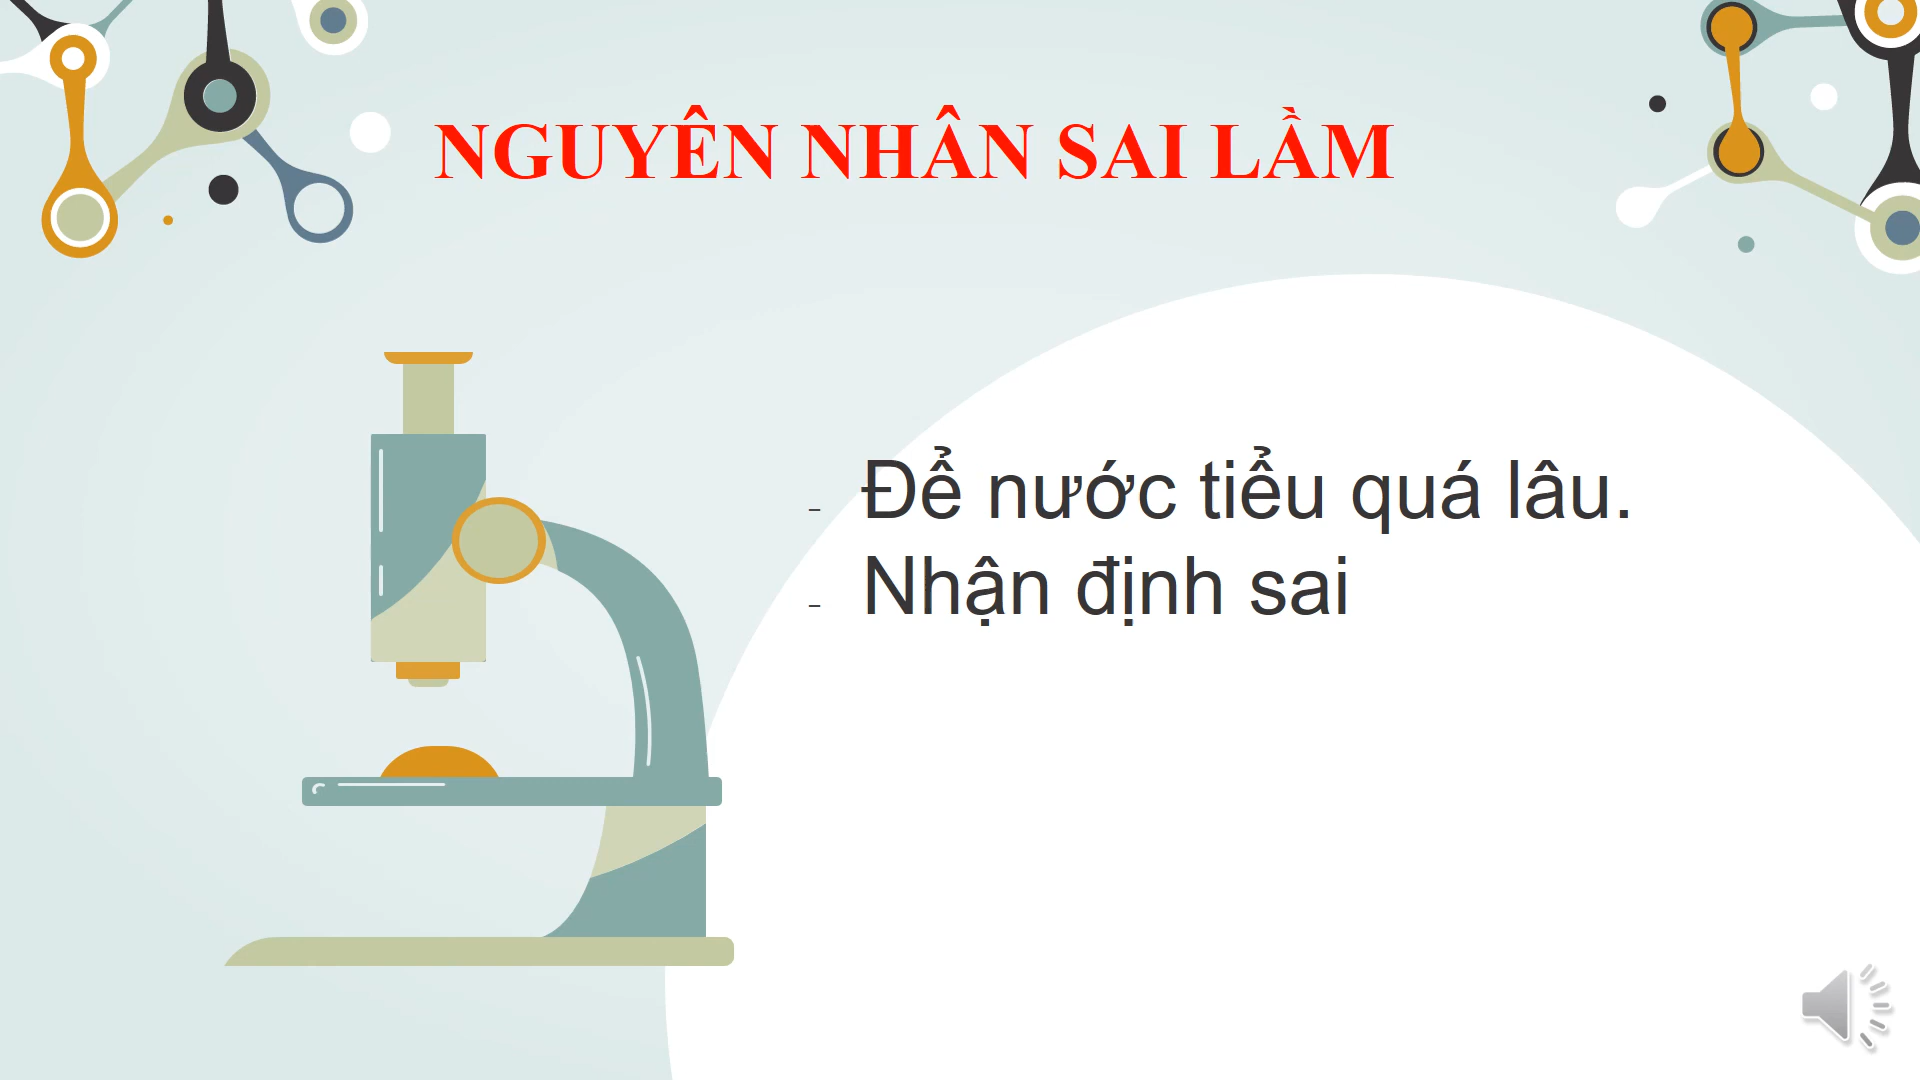 NGUYÊN NHÂN SAI LẦM
- Để nước tiểu quá lâu.
- Nhận định sai